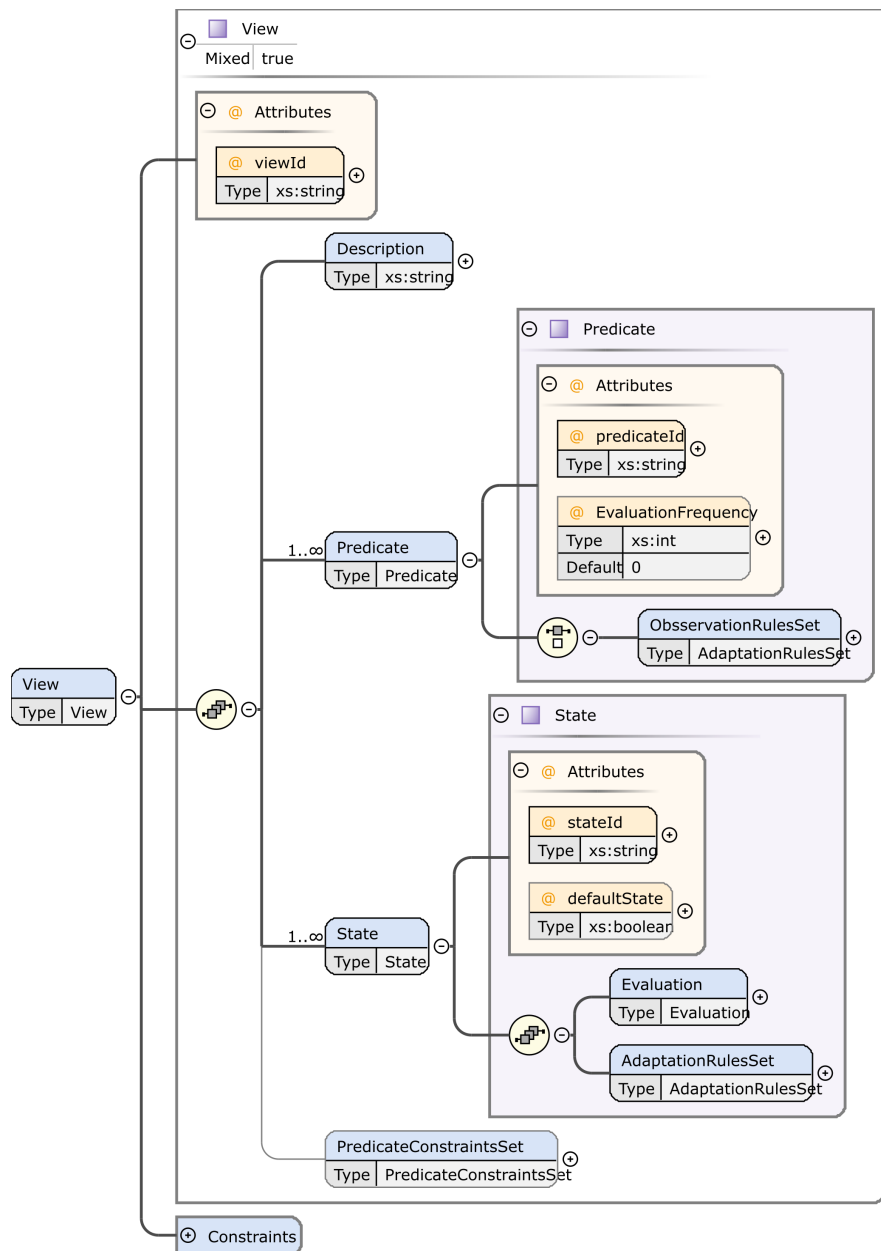 View
Mixed true
@ Attributes
@ viewId
Type xs:string
Description
Type xs:string
Predicate
@ Attributes
@ predicateId
Type xs:string
@ EvaluationFrequency
Type xs:int
Default 0
1..∞
Predicate
Type Predicate
ObsservationRulesSet
Type AdaptationRulesSet
View
Type View
State
@ Attributes
@ stateId
Type xs:string
@ defaultState
Type xs:boolean
1..∞
State
Type State
Evaluation
Type Evaluation
AdaptationRulesSet
Type AdaptationRulesSet
PredicateConstraintsSet
Type PredicateConstraintsSet
Constraints